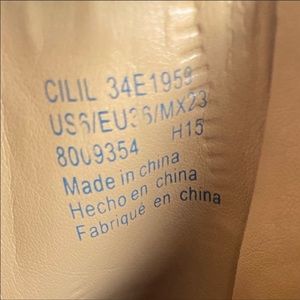 CILIL 34E1959
US6/EU36/MX23
8009354 H15
Made in china
Hecho en china
Fabriqué en china